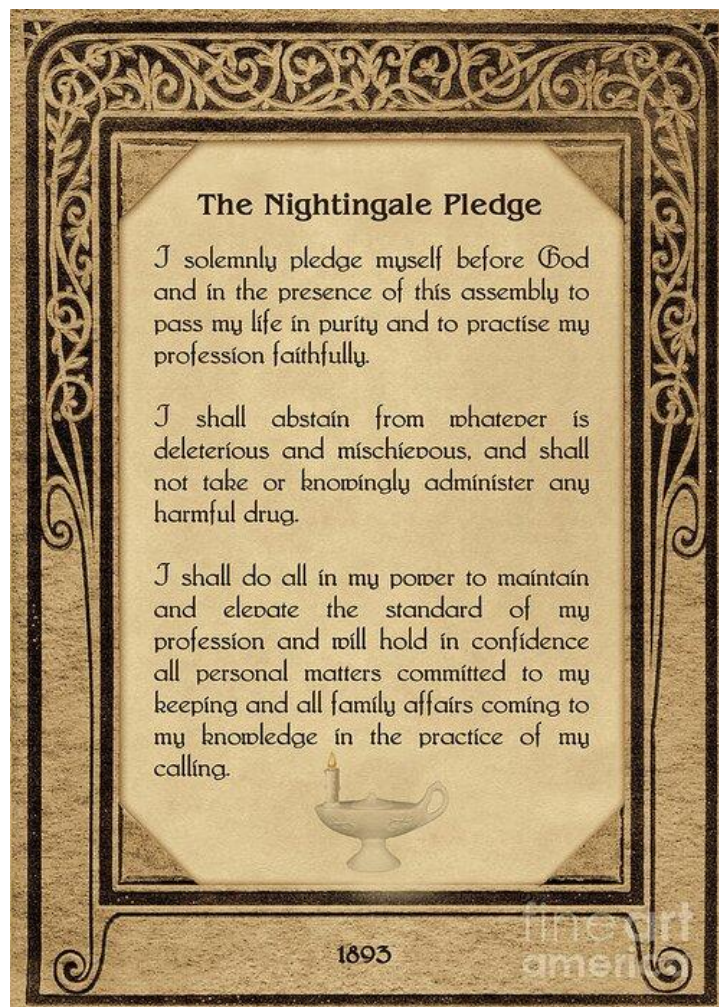 The Nightingale Pledge
I solemnly pledge myself before God
and in the presence of this assembly to
pass my life in purity and to practise my
profession faithfully.
I shall abstain from whatever is
deleterious and mischievous, and shall
not take or knowingly administer any
harmful drug.
I shall do all in my power to maintain
and elevate the standard of my
profession and will hold in confidence
all personal matters committed to my
keeping and all family affairs coming to
my knowledge in the practice of my
calling.
1893
fine art
america